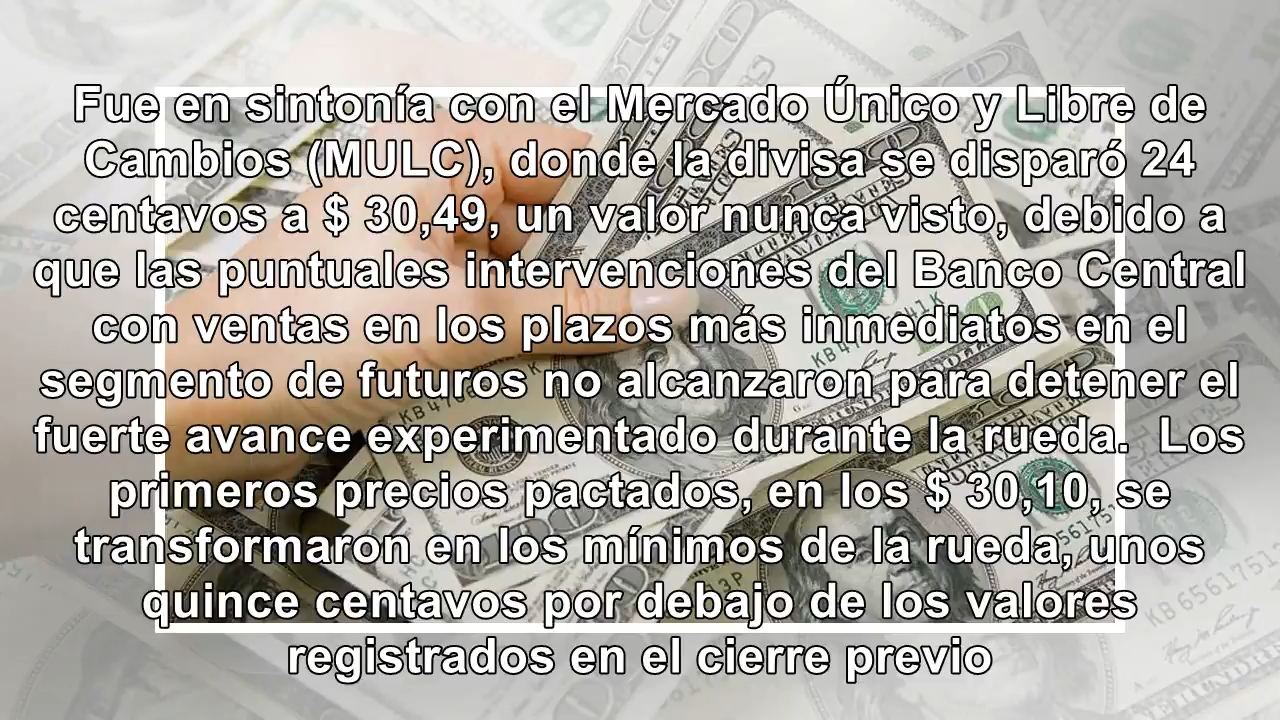 Fue en sintonía con el Mercado Único y Libre de
Cambios (MULC), donde la divisa se disparó 24
centavos a $ 30,49, un valor nunca visto, debido a
que las puntuales intervenciones del Banco Central
con ventas en los plazos más inmediatos en el
segmento de futuros no alcanzaron para detener el
fuerte avance experimentado durante la rueda.  Los
primeros precios pactados, en los $ 30,10, se
transformaron en los mínimos de la rueda, unos
quince centavos por debajo de los valores
registrados en el cierre previo